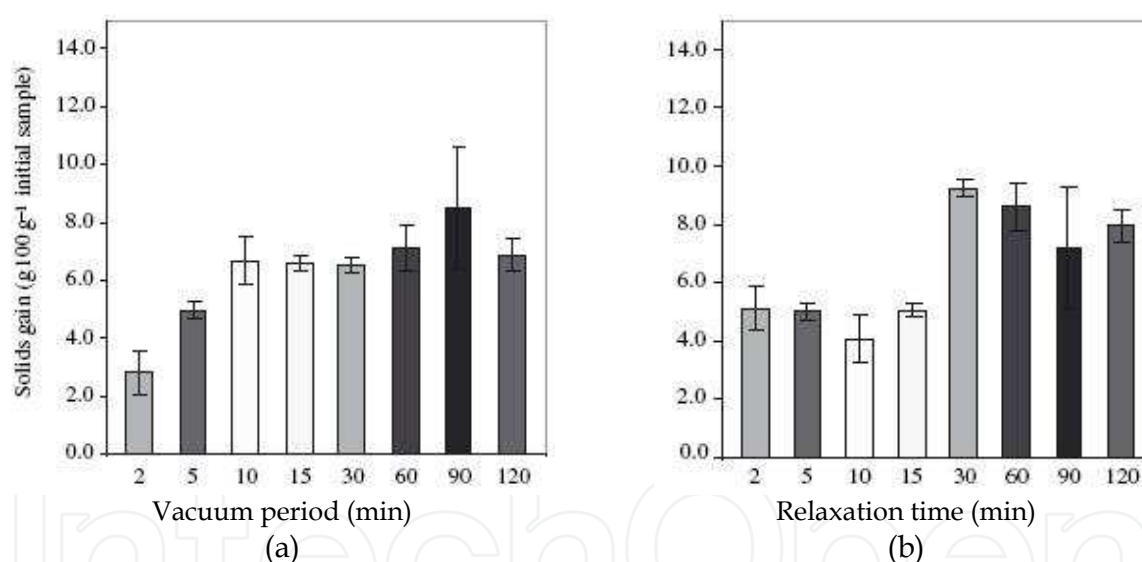 Solids gain (g100 g⁻¹ initial sample)
14.0
12.0
10.0
8.0
6.0
4.0
2.0
0.0
2 5 10 15 30 60 90 120
Vacuum period (min)
(a)
14.0
12.0
10.0
8.0
6.0
4.0
2.0
0.0
2 5 10 15 30 60 90 120
Relaxation time (min)
(b)
IntechOpen